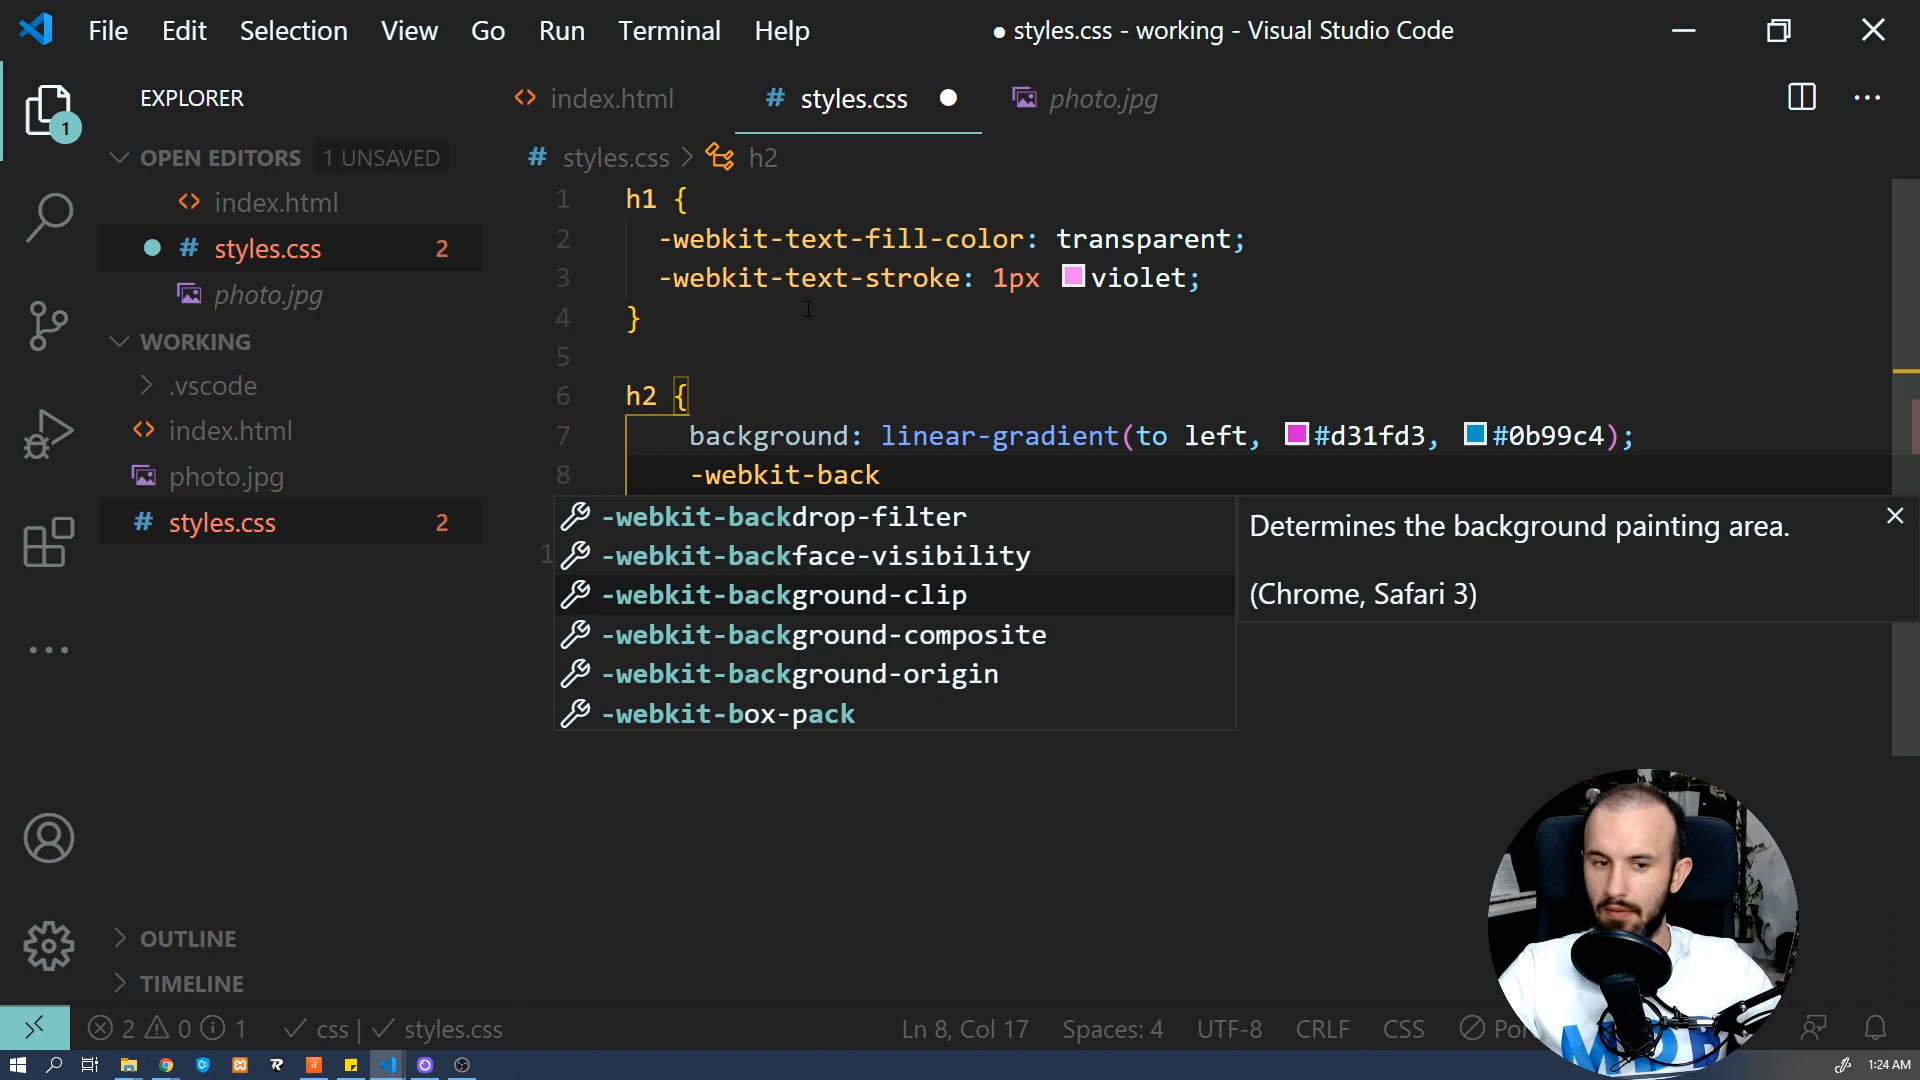 File Edit Selection View Go Run Terminal Help
● styles.css - working - Visual Studio Code
EXPLORER
index.html
# styles.css
photo.jpg
OPEN EDITORS 1 UNSAVED
index.html
# styles.css 2
photo.jpg
WORKING
.vscode
index.html
photo.jpg
# styles.css 2
OUTLINE
TIMELINE
1
# styles.css > h2
1 h1 {
2 -webkit-text-fill-color: transparent;
3 -webkit-text-stroke: 1px violet;
4 }
5
6 h2 {
7 background: linear-gradient(to left, #d31fd3, #0b99c4);
8 -webkit-back
1
-webkit-backdrop-filter
-webkit-backface-visibility
-webkit-background-clip
-webkit-background-composite
-webkit-background-origin
-webkit-box-pack
Determines the background painting area.
(Chrome, Safari 3)
2 0 1 css | styles.css
Ln 8, Col 17 Spaces: 4 UTF-8 CRLF CSS
1:24 AM